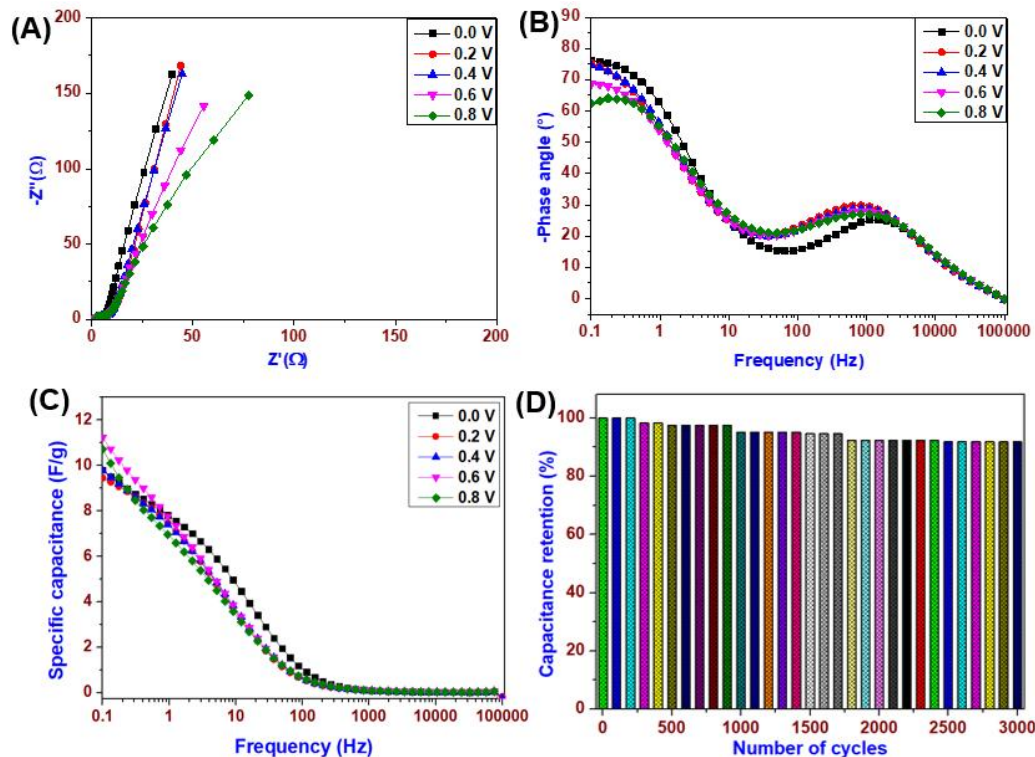 (A)
200
150
100
50
0
-Z''(Ω)
0 50 100 150 200
Z'(Ω)
0.0 V
0.2 V
0.4 V
0.6 V
0.8 V
(B)
90
80
70
60
50
40
30
20
10
0
-Phase angle (°)
0.1 1 10 100 1000 10000 100000
Frequency (Hz)
0.0 V
0.2 V
0.4 V
0.6 V
0.8 V
(C)
12
10
8
6
4
2
0
Specific capacitance (F/g)
0.1 1 10 100 1000 10000 100000
Frequency (Hz)
0.0 V
0.2 V
0.4 V
0.6 V
0.8 V
(D)
100
80
60
40
20
0
Capacitance retention (%)
0 500 1000 1500 2000 2500 3000
Number of cycles